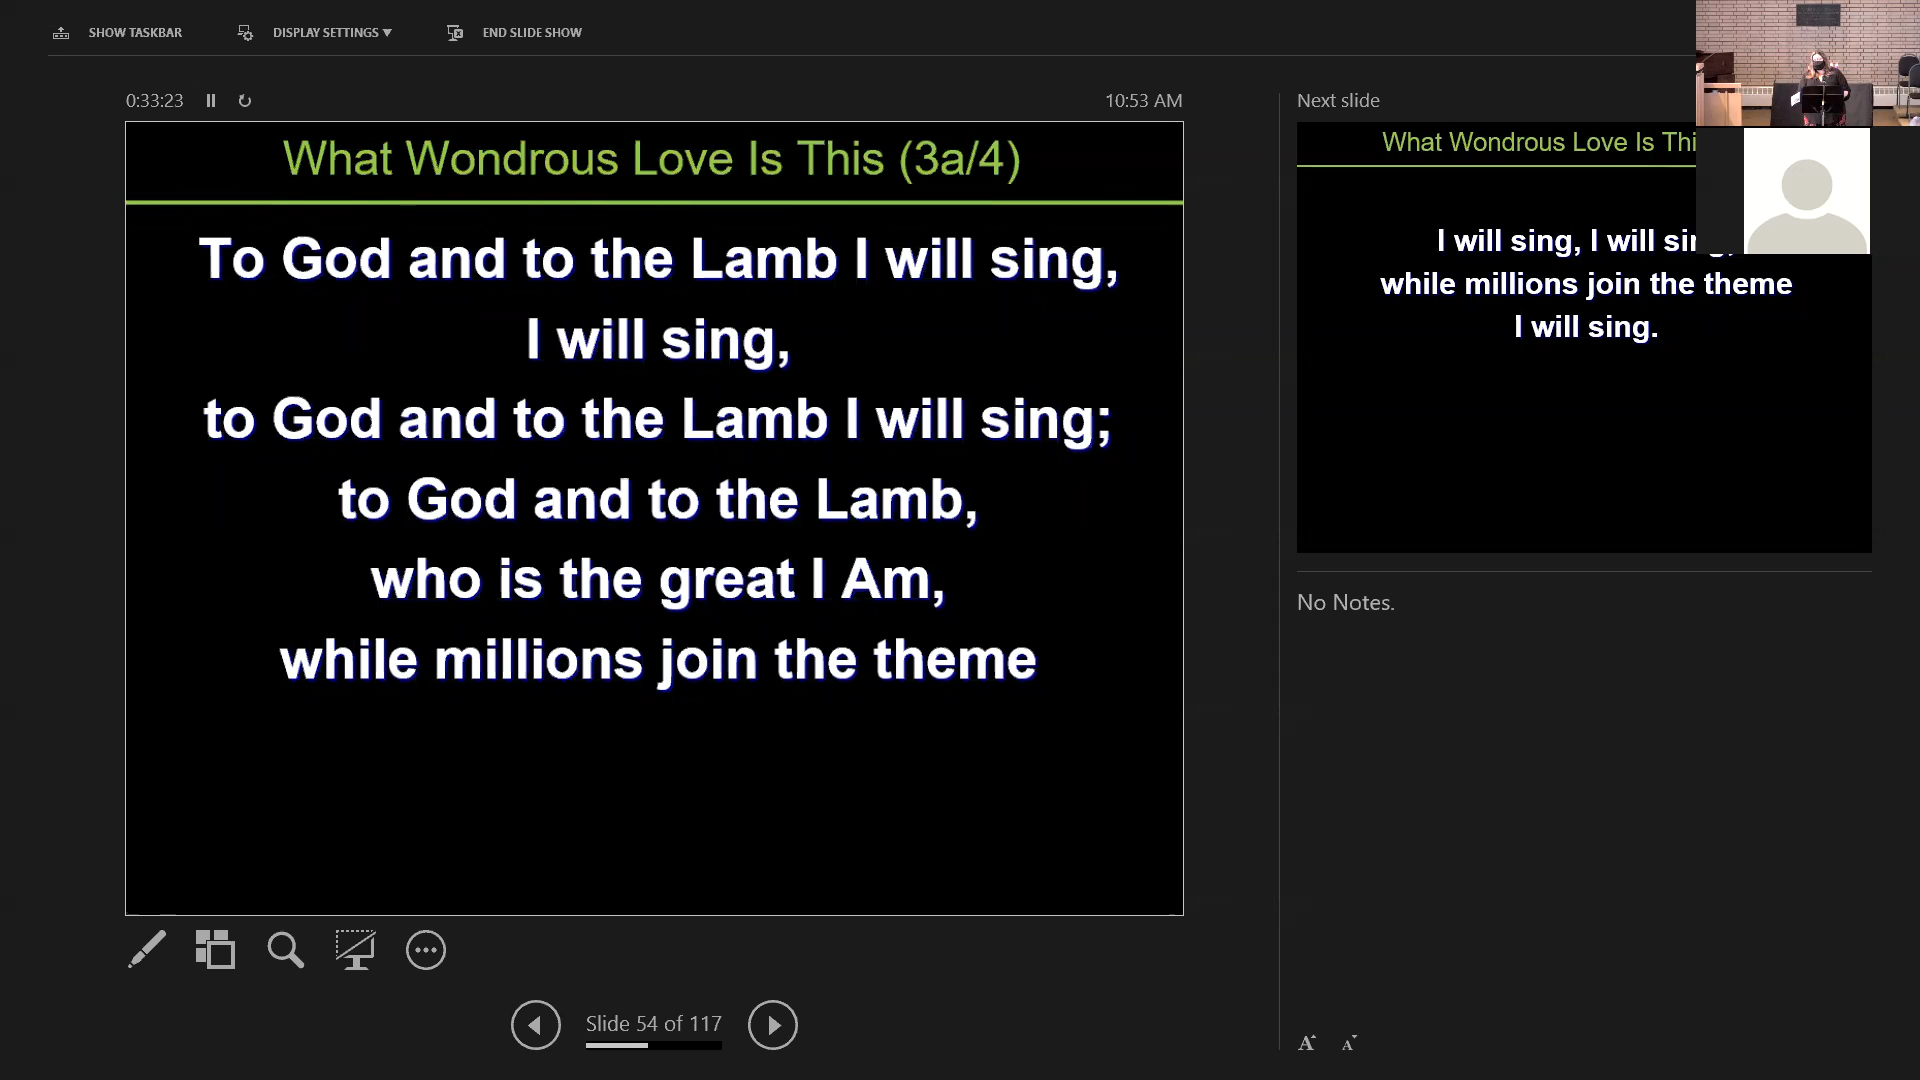 SHOW TASKBAR
DISPLAY SETTINGS ▼
END SLIDE SHOW
0:33:23
10:53 AM
What Wondrous Love Is This (3a/4)
To God and to the Lamb I will sing,
I will sing,
to God and to the Lamb I will sing;
to God and to the Lamb,
who is the great I Am,
while millions join the theme
Slide 54 of 117
Next slide
What Wondrous Love Is Thi
I will sing, I will sing,
while millions join the theme
I will sing.
No Notes.
A A